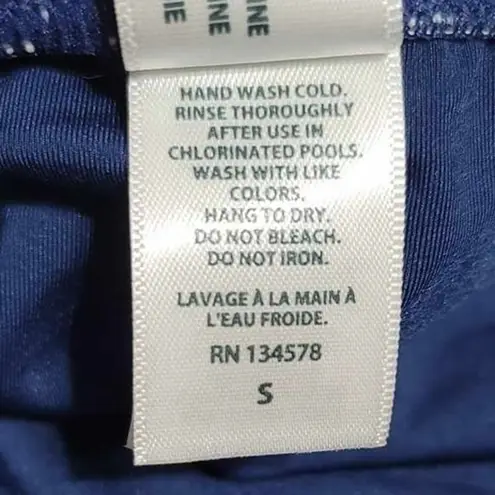 HAND WASH COLD.
RINSE THOROUGHLY
AFTER USE IN
CHLORINATED POOLS.
WASH WITH LIKE
COLORS.
HANG TO DRY.
DO NOT BLEACH.
DO NOT IRON.
LAVAGE À LA MAIN À
L'EAU FROIDE.
RN 134578
S